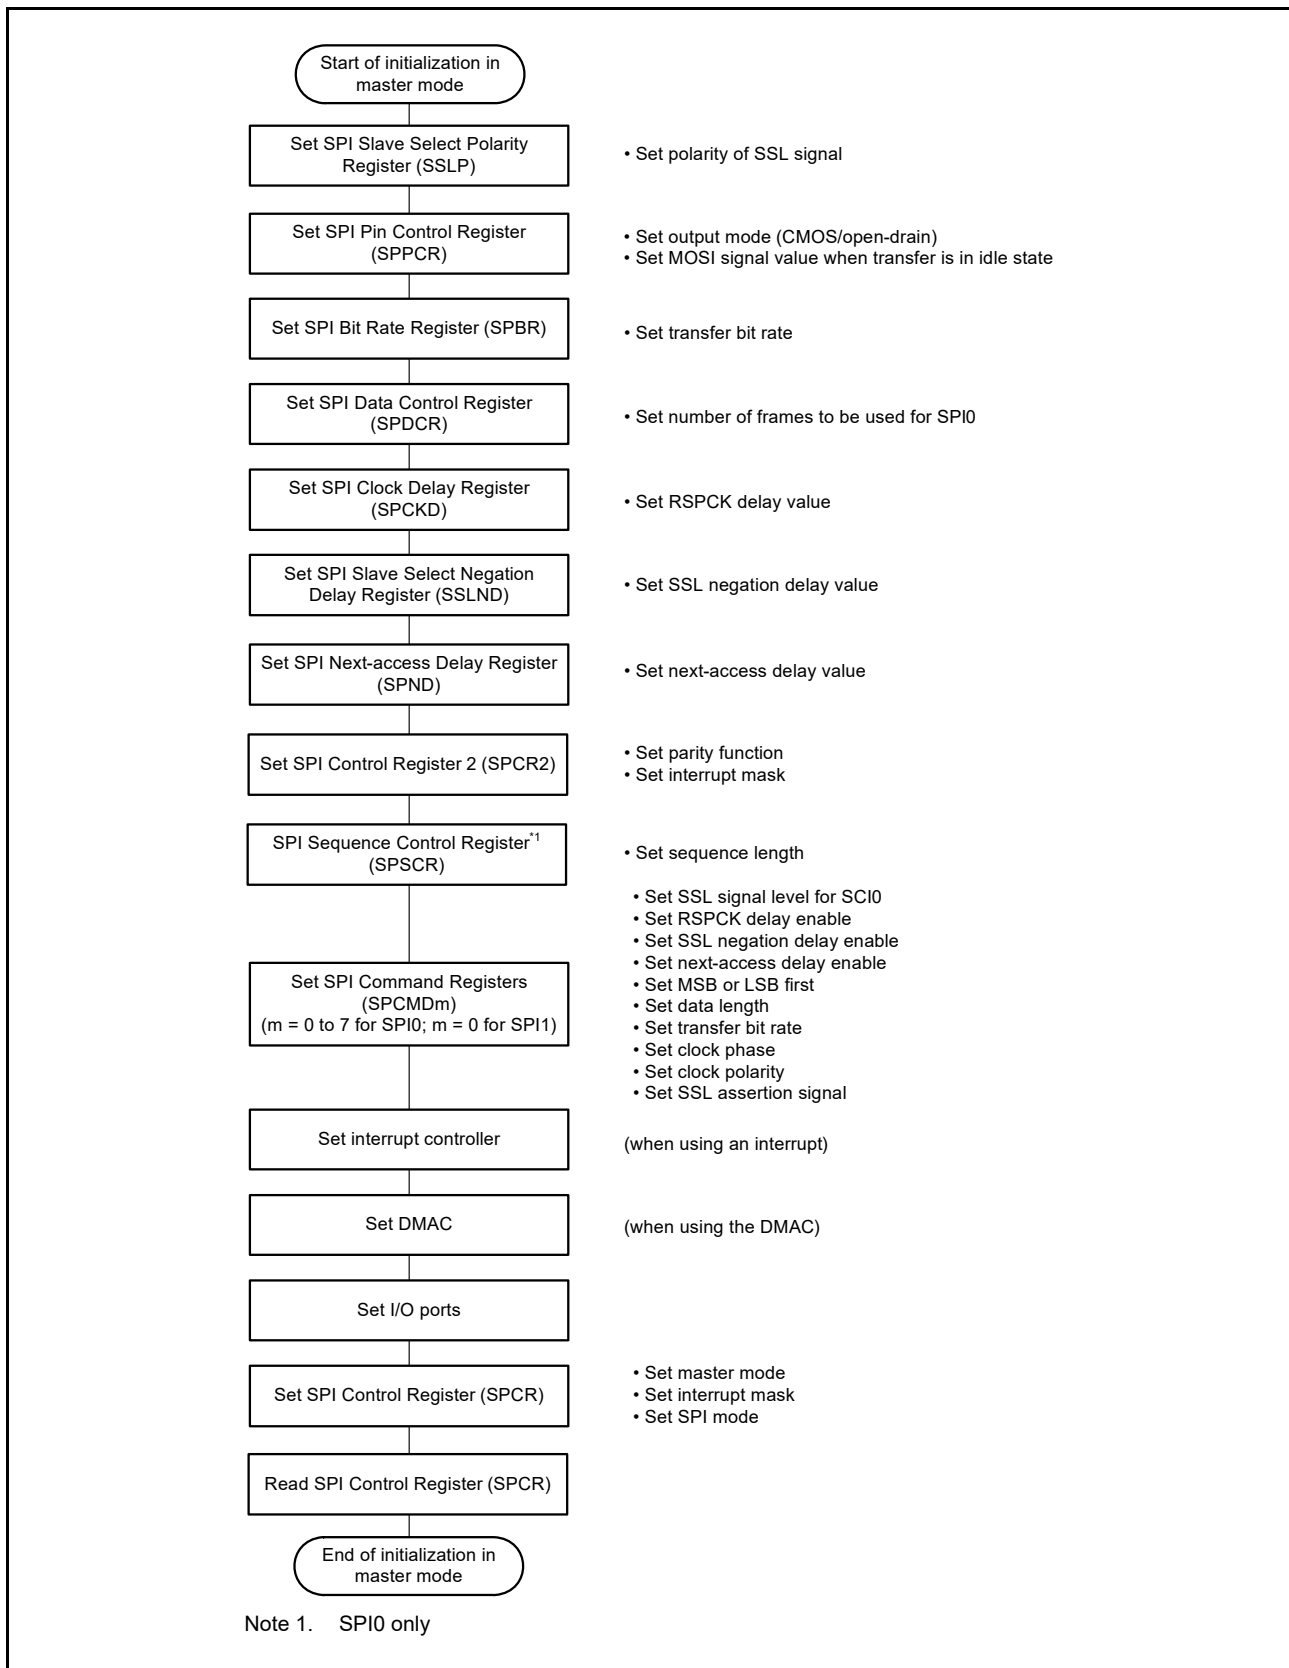 Start of initialization in
master mode
Set SPI Slave Select Polarity
Register (SSLP)
• Set polarity of SSL signal
Set SPI Pin Control Register
(SPPCR)
• Set output mode (CMOS/open-drain)
• Set MOSI signal value when transfer is in idle state
Set SPI Bit Rate Register (SPBR)
• Set transfer bit rate
Set SPI Data Control Register
(SPDCR)
• Set number of frames to be used for SPI0
Set SPI Clock Delay Register
(SPCKD)
• Set RSPCK delay value
Set SPI Slave Select Negation
Delay Register (SSLND)
• Set SSL negation delay value
Set SPI Next-access Delay Register
(SPND)
• Set next-access delay value
Set SPI Control Register 2 (SPCR2)
• Set parity function
• Set interrupt mask
SPI Sequence Control Register*1
(SPSCR)
• Set sequence length
Set SPI Command Registers
(SPCMDm)
(m = 0 to 7 for SPI0; m = 0 for SPI1)
• Set SSL signal level for SCI0
• Set RSPCK delay enable
• Set SSL negation delay enable
• Set next-access delay enable
• Set MSB or LSB first
• Set data length
• Set transfer bit rate
• Set clock phase
• Set clock polarity
• Set SSL assertion signal
Set interrupt controller
(when using an interrupt)
Set DMAC
(when using the DMAC)
Set I/O ports
Set SPI Control Register (SPCR)
• Set master mode
• Set interrupt mask
• Set SPI mode
Read SPI Control Register (SPCR)
End of initialization in
master mode
Note 1. SPI0 only